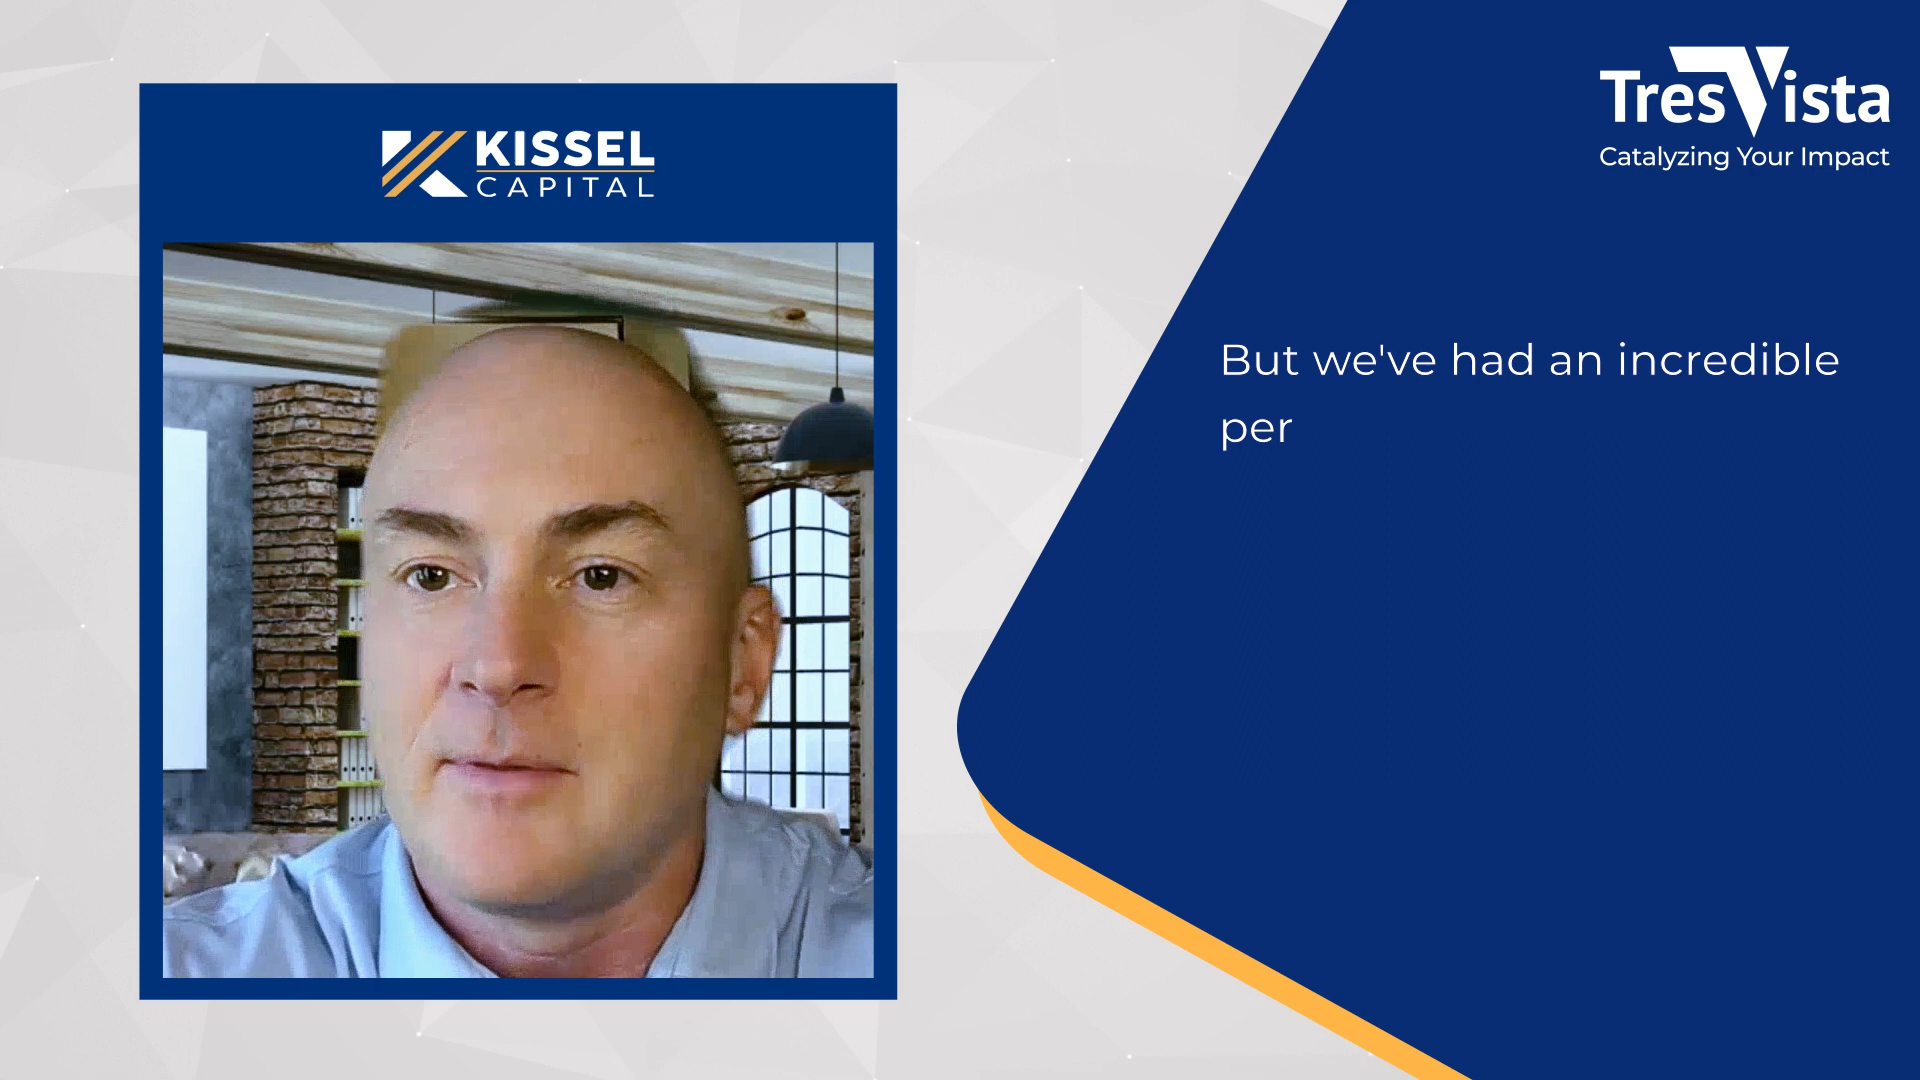 KISSEL
CAPITAL
TresVista
Catalyzing Your Impact
But we've had an incredible
per